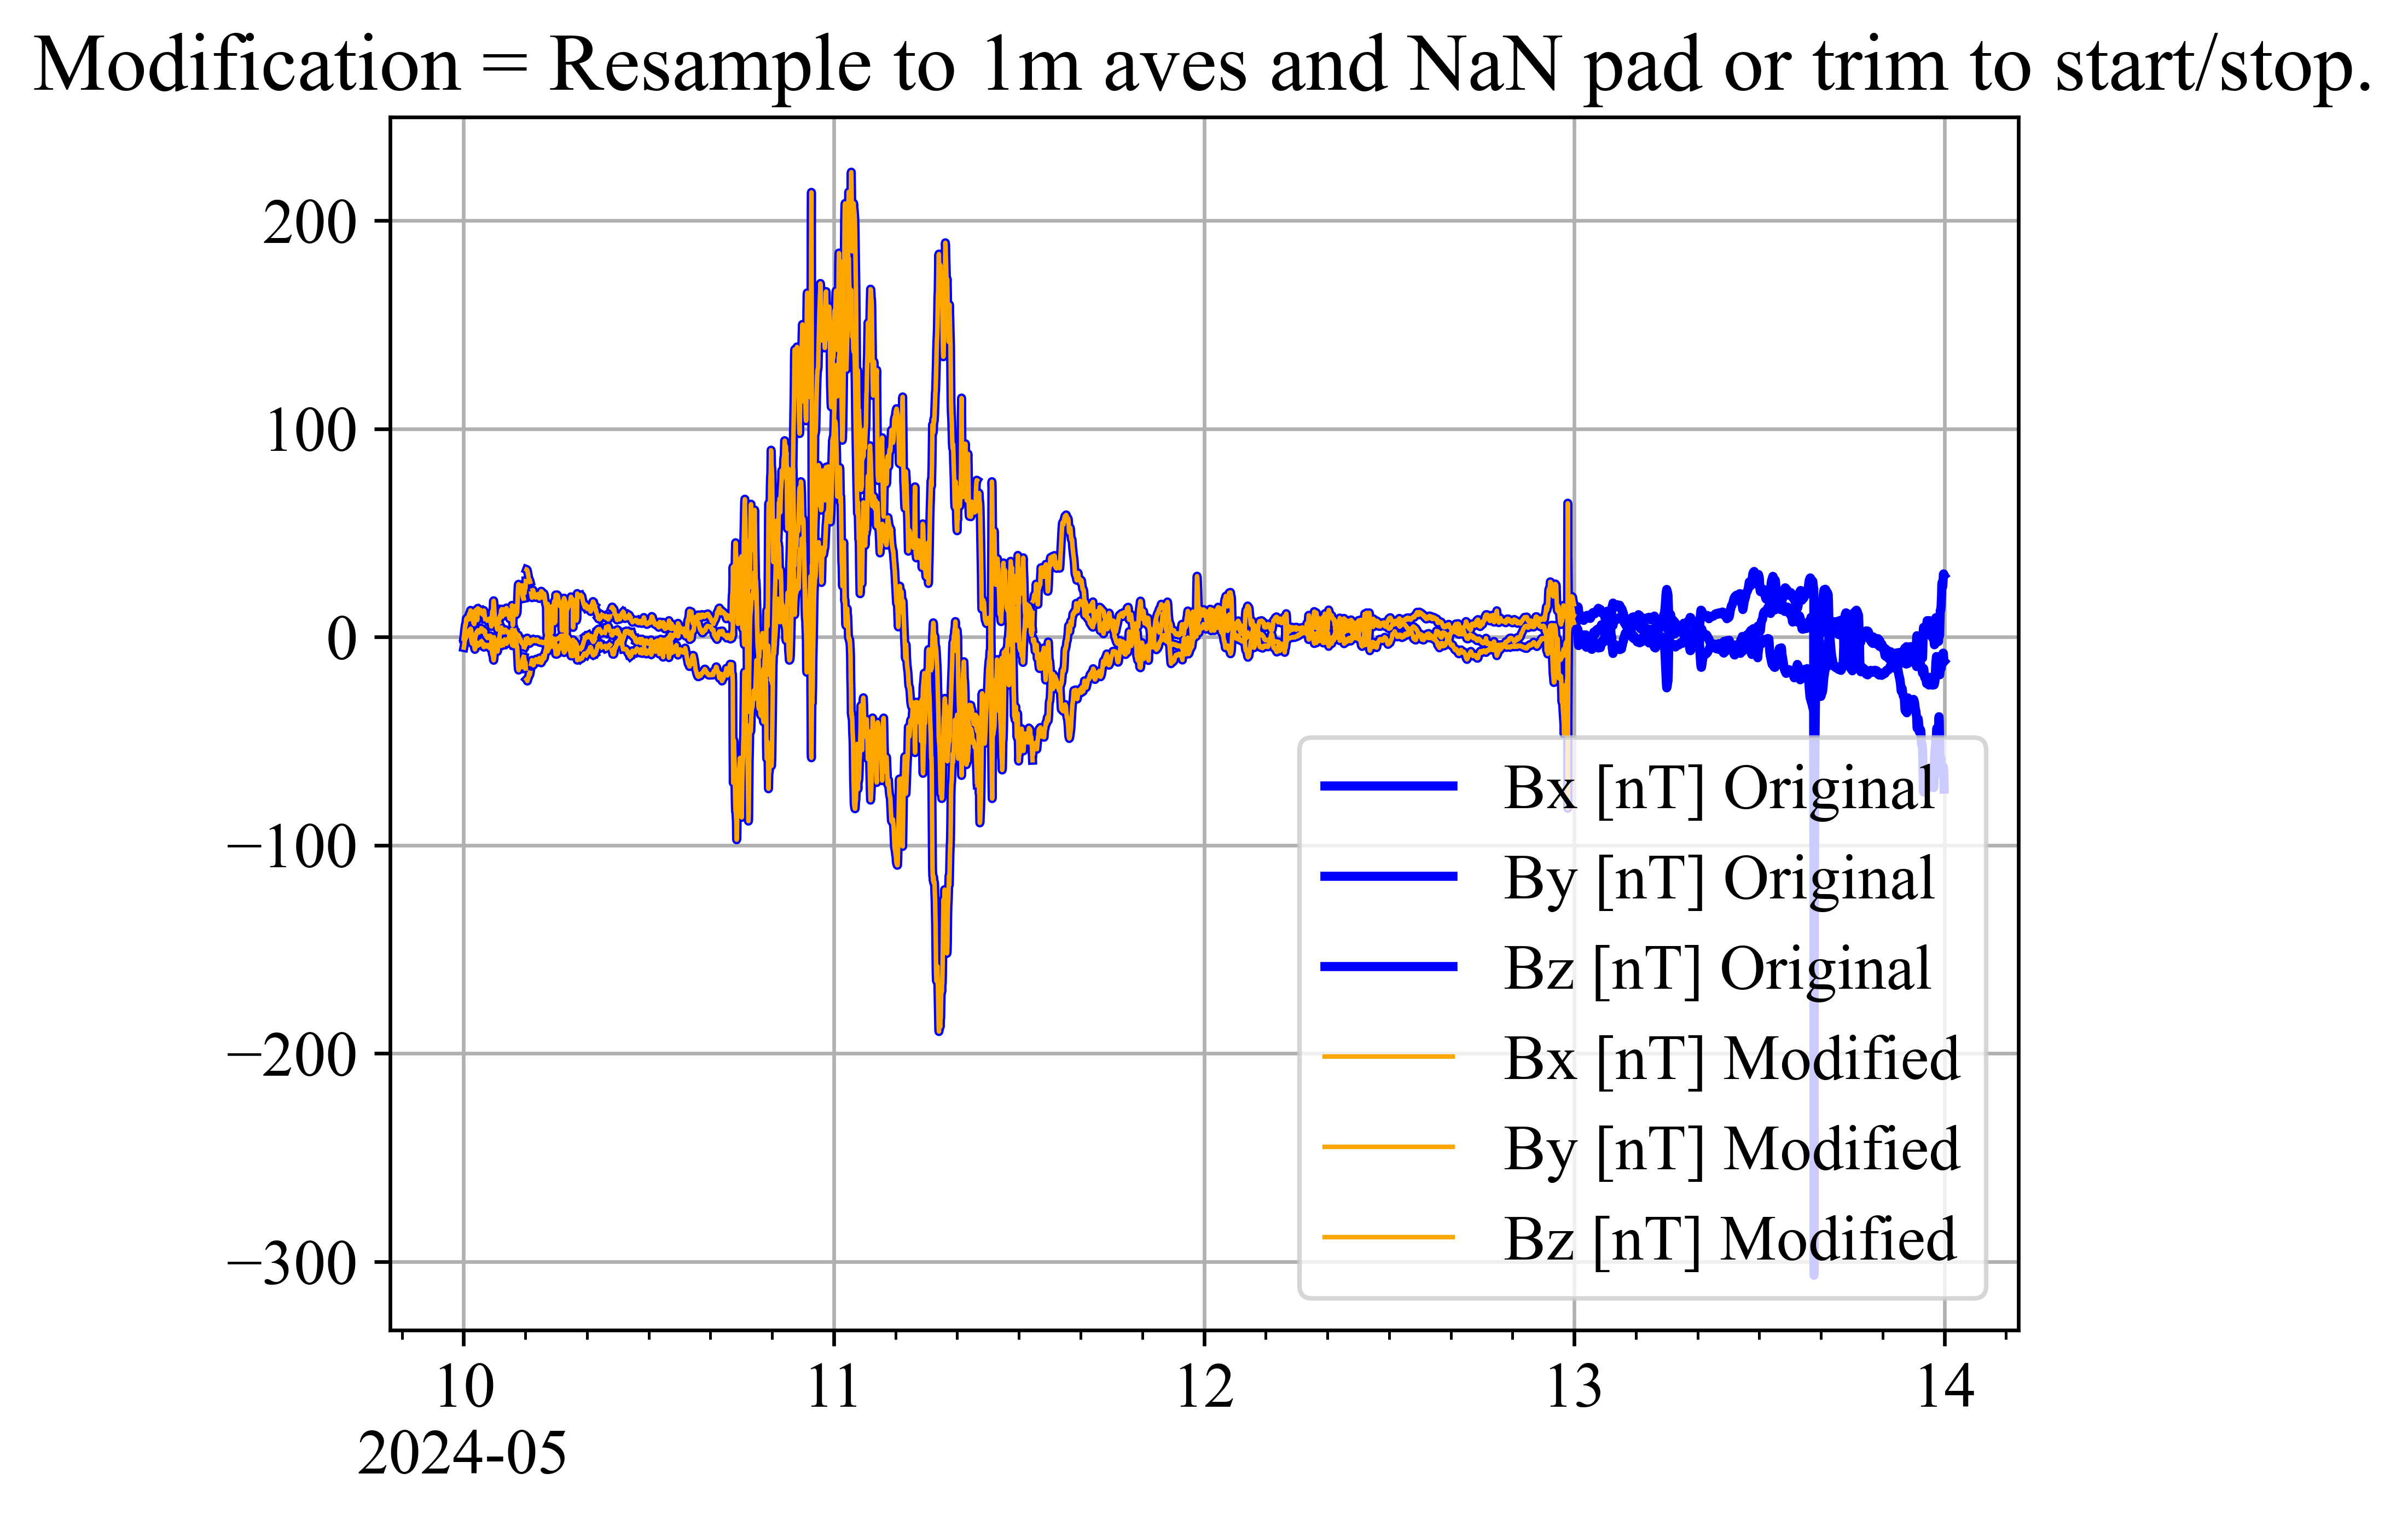 Modification = Resample to 1m aves and NaN pad or trim to start/stop.
200
100
0
−100
−200
−300
Bx [nT] Original
By [nT] Original
Bz [nT] Original
Bx [nT] Modified
By [nT] Modified
Bz [nT] Modified
10 11 12 13 14
2024-05